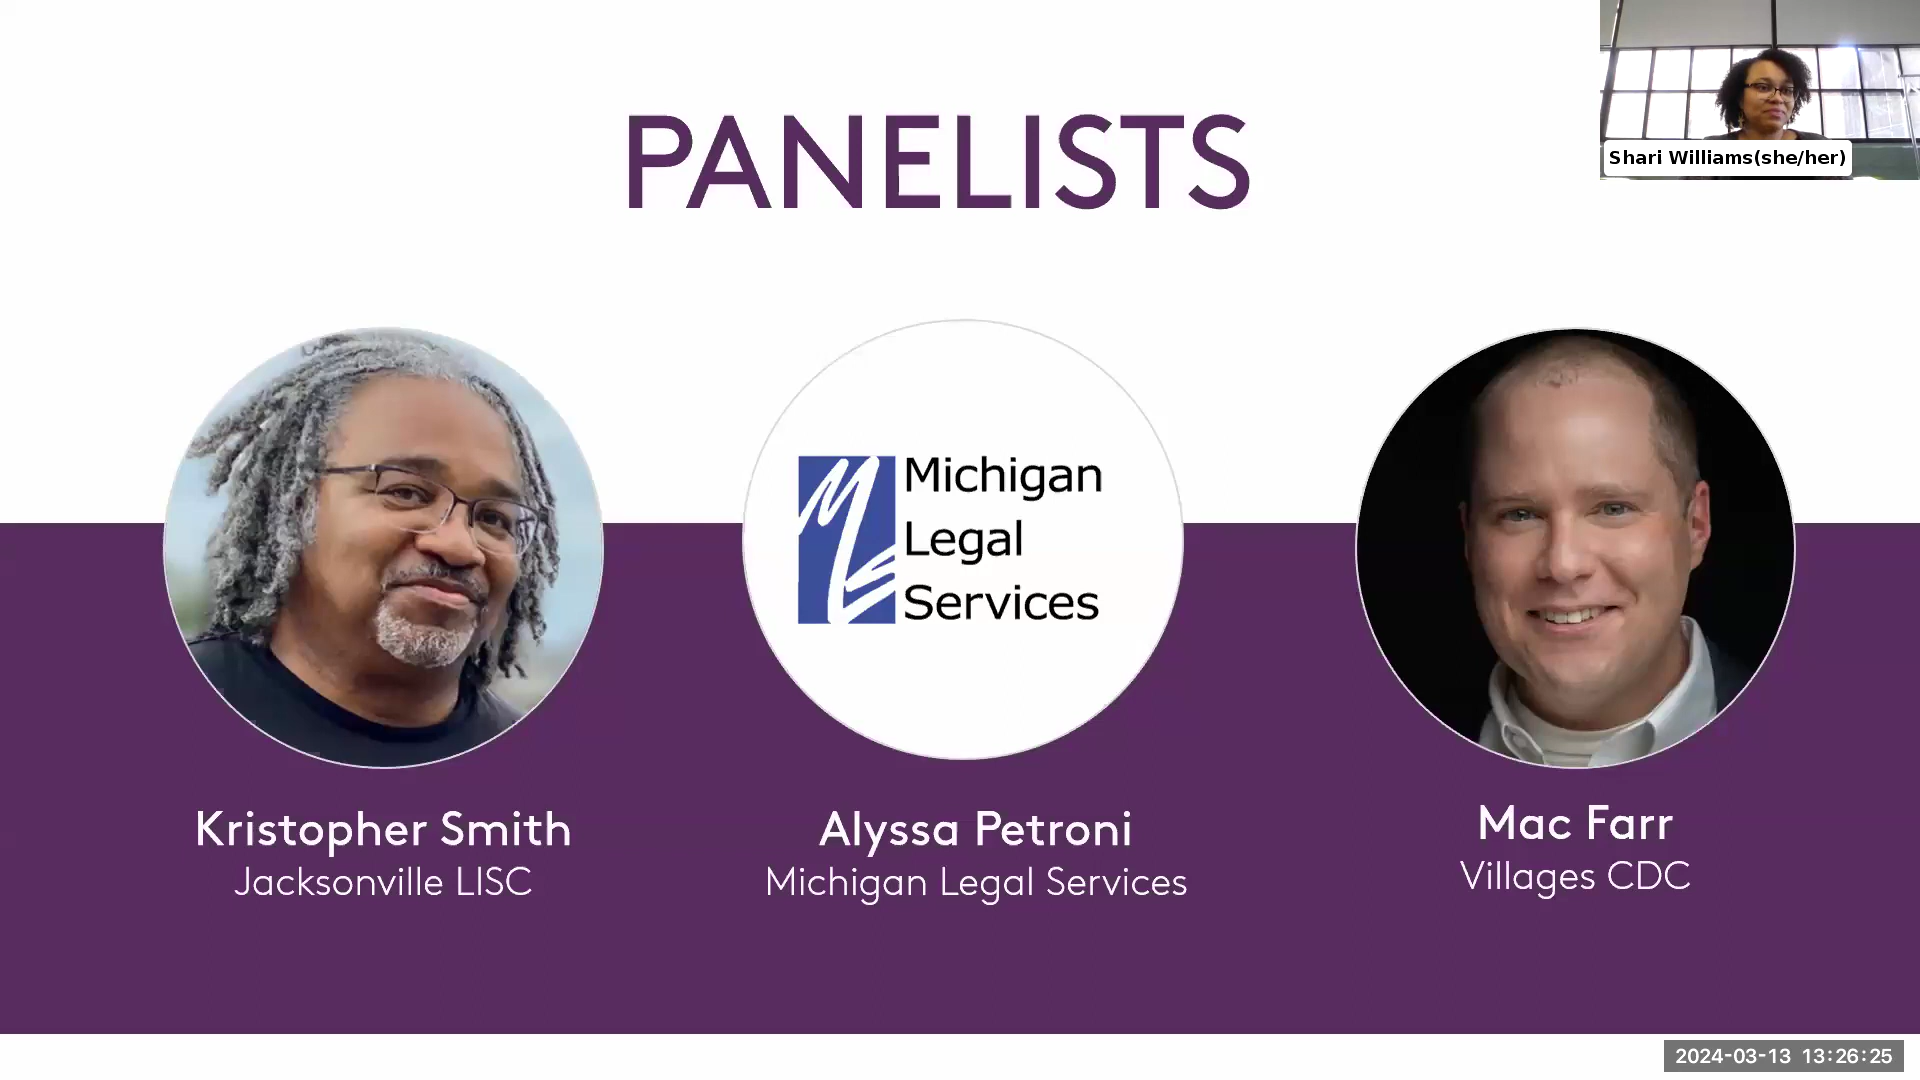 PANELISTS
Shari Williams(she/her)
Michigan
Legal
Services
Kristopher Smith
Jacksonville LISC
Alyssa Petroni
Michigan Legal Services
Mac Farr
Villages CDC
2024-03-13 13:26:25